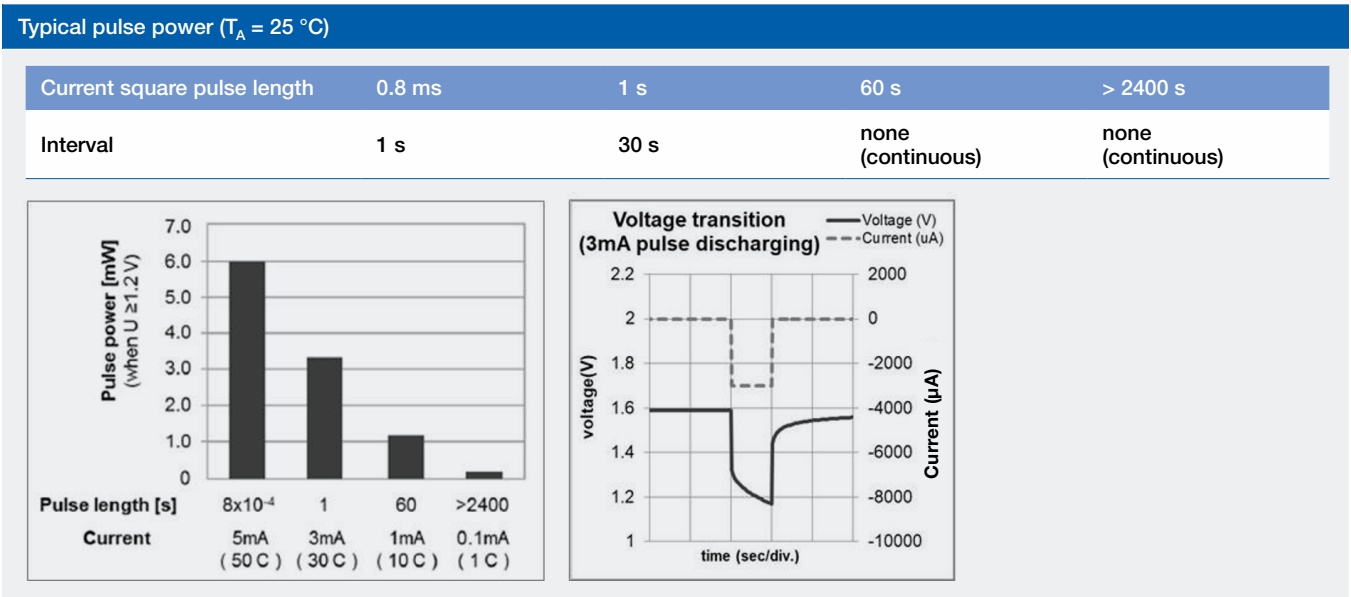 Typical pulse power (TA = 25 °C)
Current square pulse length 0.8 ms 1 s 60 s > 2400 s
Interval 1 s 30 s none (continuous) none (continuous)
Pulse power [mW]
(when U ≥1.2 V)
7.0
6.0
5.0
4.0
3.0
2.0
1.0
0
Pulse length [s] 8x10⁻⁴ 1 60 >2400
Current 5mA 3mA 1mA 0.1mA
( 50 C ) ( 30 C ) ( 10 C ) ( 1 C )
Voltage transition
(3mA pulse discharging)
Voltage (V)
Current (uA)
voltage(V)
2.2
2
1.8
1.6
1.4
1.2
1
2000
0
-2000
-4000
-6000
-8000
-10000
Current (µA)
time (sec/div.)